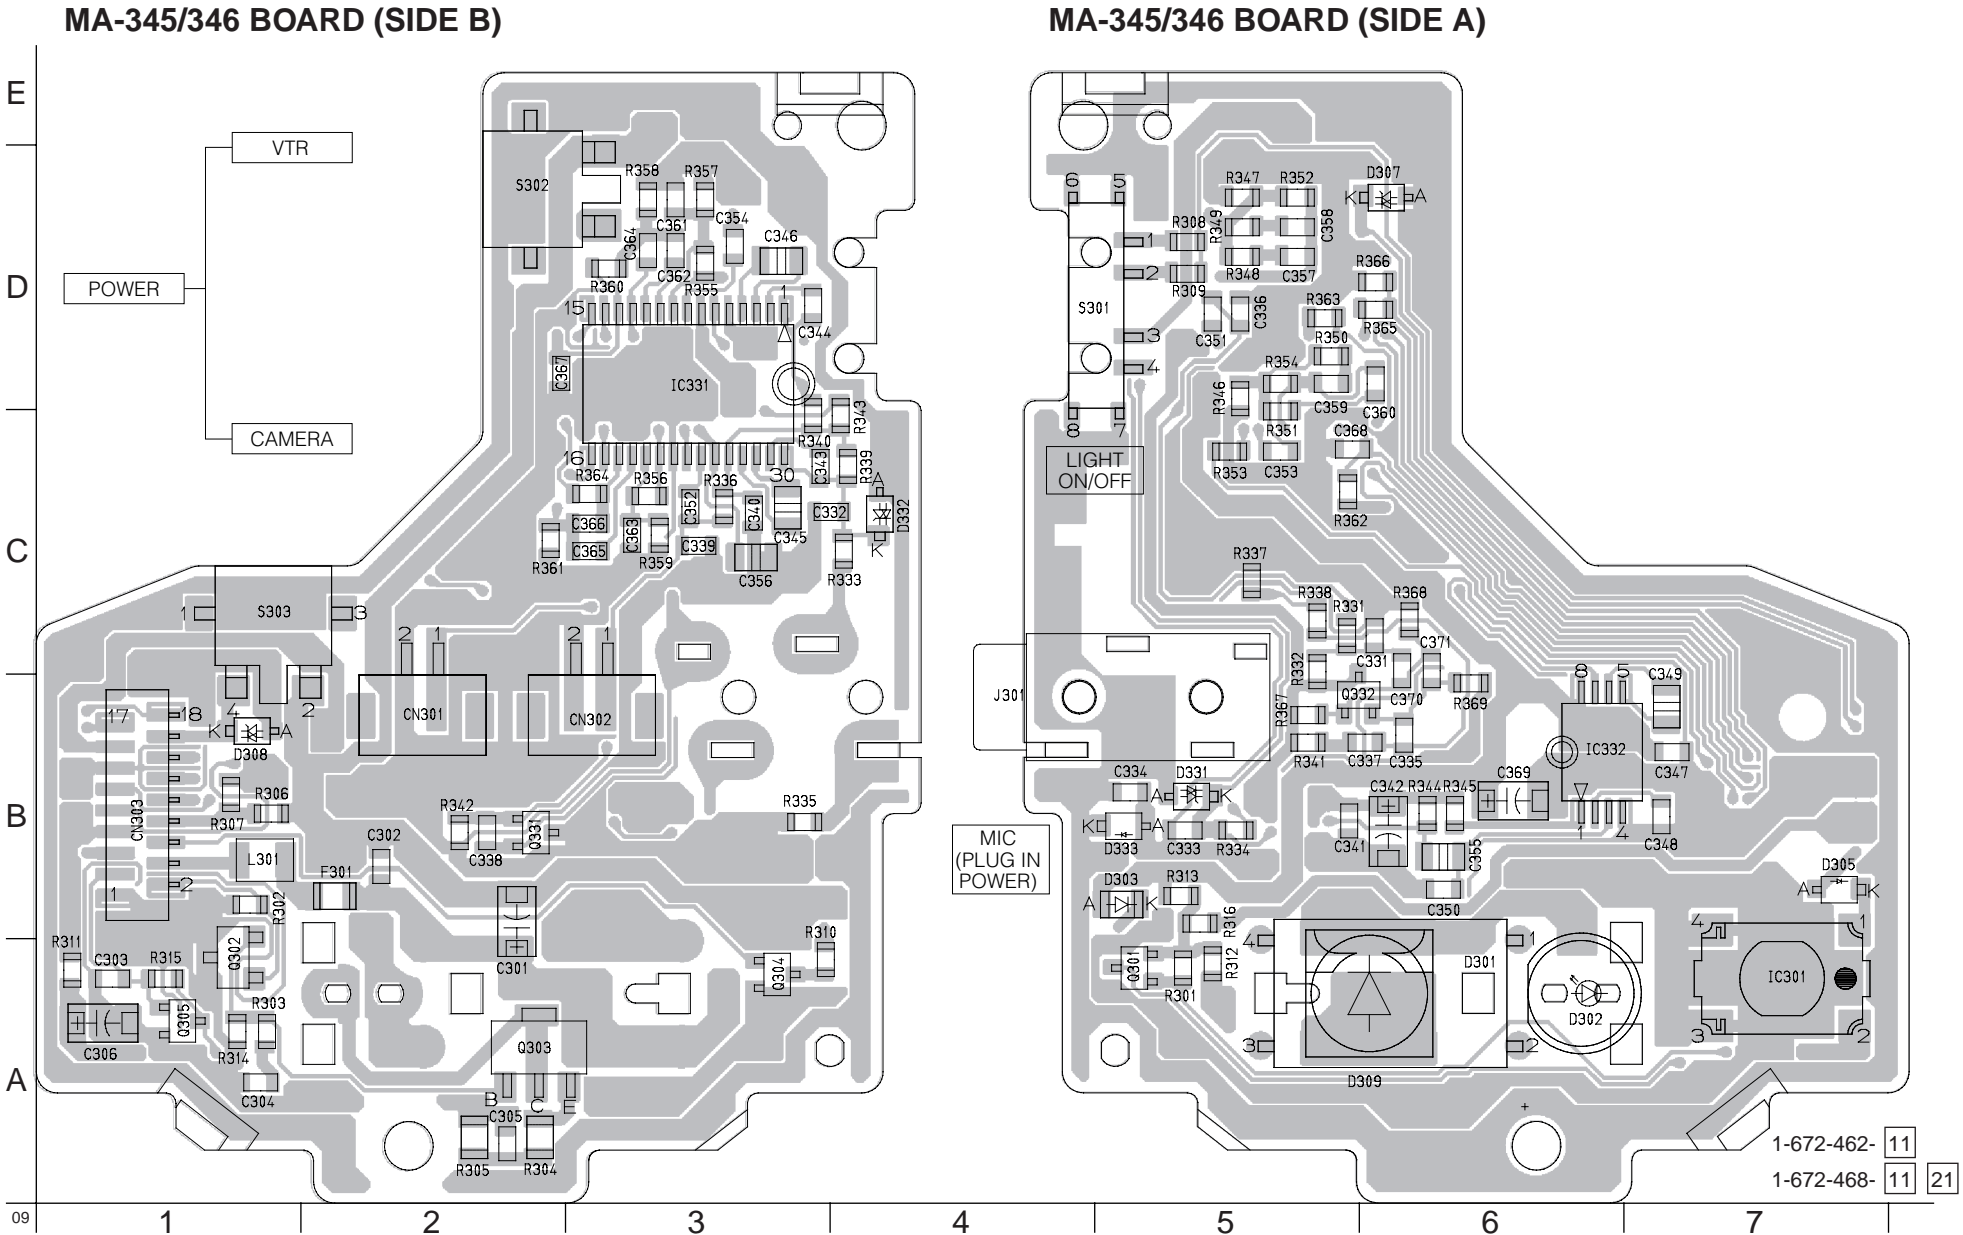 MA-345/346 BOARD (SIDE B)
MA-345/346 BOARD (SIDE A)
E
D
C
B
A
VTR
POWER
CAMERA
S302
R358
R357
C354
C361
C364
C346
R360
C362
R355
15
1
C344
C367
IC331
R343
R340
16
30
C343
R339
R364
R356
R336
C352
C340
C332
A
D332
K
C366
C365
C363
R361
R359
C339
C345
C356
R333
1
S303
3
2
1
2
1
4
2
CN301
CN302
17
18
K
A
D308
CN303
R306
R307
R342
C338
Q331
R335
L301
C302
F301
1
2
R302
R311
C303
R315
Q302
C301
R310
Q304
R303
Q305
C306
R314
C304
Q303
B
C
E
C305
R305
R304
6
5
S301
1
2
3
4
8
7
R308
R309
R349
R347
R352
C358
D307
K
A
R348
C357
R366
R363
R365
C351
C336
R350
R354
R346
C359
C360
R351
C368
R353
C353
R362
LIGHT
ON/OFF
R337
R338
R331
R368
C371
C331
R332
Q332
C370
R369
R367
R341
C337
C335
J301
8
5
C349
IC332
C347
1
4
C348
C334
D331
A
K
K
A
D333
C333
R334
C342
R344
R345
C369
C341
C355
C350
MIC
(PLUG IN
POWER)
D303
A
K
R313
R316
D305
A
K
Q301
R301
R312
4
1
3
2
D301
D302
D309
4
1
3
2
IC301
+
1-672-462- 11
1-672-468- 11 21
09
1
2
3
4
5
6
7